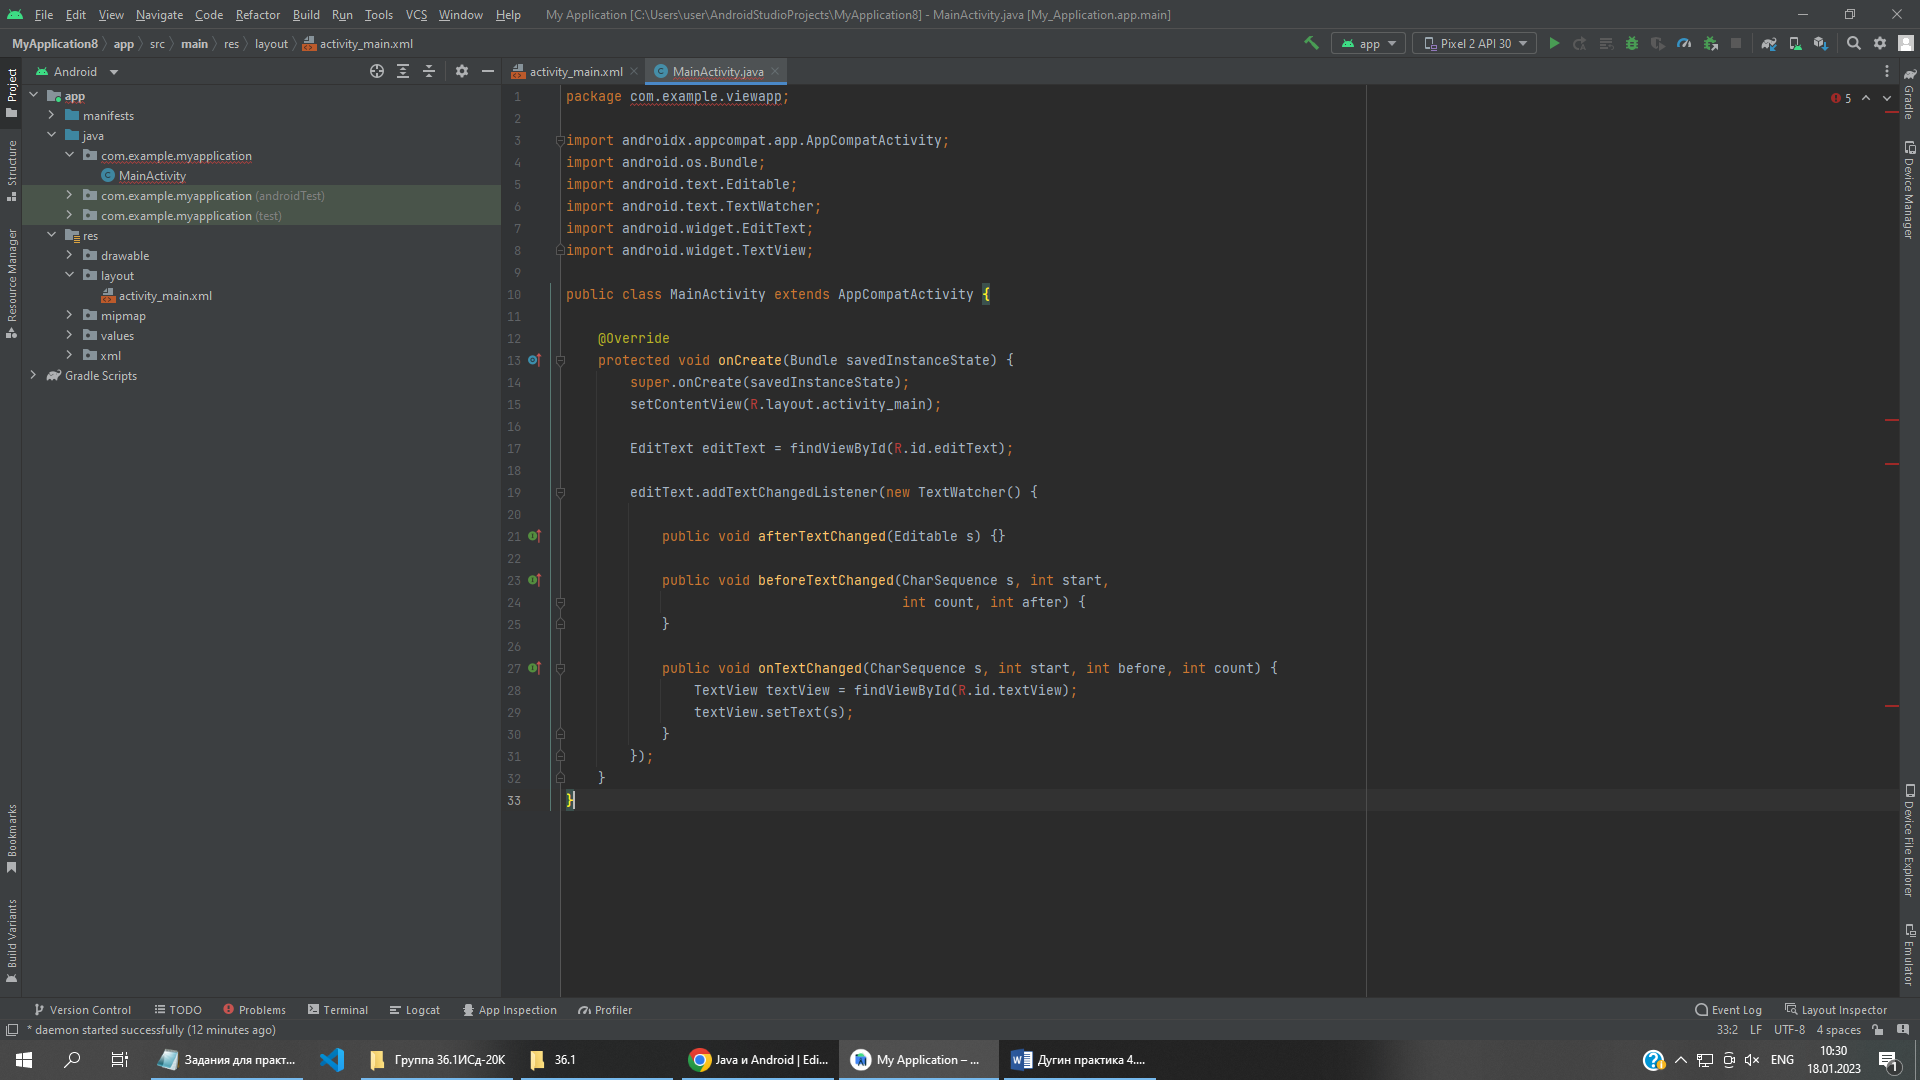 File Edit View Navigate Code Refactor Build Run Tools VCS Window Help My Application [C:\Users\user\AndroidStudioProjects\MyApplication8] - MainActivity.java [My_Application.app.main]
MyApplication8 app src main res layout activity_main.xml app Pixel 2 API 30
Android
activity_main.xml MainActivity.java
Project
Structure
Resource Manager
Bookmarks
Build Variants
app
manifests
java
com.example.myapplication
MainActivity
com.example.myapplication (androidTest)
com.example.myapplication (test)
res
drawable
layout
activity_main.xml
mipmap
values
xml
Gradle Scripts
1 package com.example.viewapp;
2
3 import androidx.appcompat.app.AppCompatActivity;
4 import android.os.Bundle;
5 import android.text.Editable;
6 import android.text.TextWatcher;
7 import android.widget.EditText;
8 import android.widget.TextView;
9
10 public class MainActivity extends AppCompatActivity {
11
12 @Override
13 protected void onCreate(Bundle savedInstanceState) {
14 super.onCreate(savedInstanceState);
15 setContentView(R.layout.activity_main);
16
17 EditText editText = findViewById(R.id.editText);
18
19 editText.addTextChangedListener(new TextWatcher() {
20
21 public void afterTextChanged(Editable s) {}
22
23 public void beforeTextChanged(CharSequence s, int start,
24 int count, int after) {
25 }
26
27 public void onTextChanged(CharSequence s, int start, int before, int count) {
28 TextView textView = findViewById(R.id.textView);
29 textView.setText(s);
30 }
31 });
32 }
33 }
5
Gradle
Device Manager
Device File Explorer
Emulator
Version Control TODO Problems Terminal Logcat App Inspection Profiler Event Log Layout Inspector
* daemon started successfully (12 minutes ago) 33:2 LF UTF-8 4 spaces
Задания для практ... Группа 36.1ИСд-20К 36.1 Java и Android | Edi... My Application – ... Дугин практика 4.... ENG 10:30
18.01.2023
1